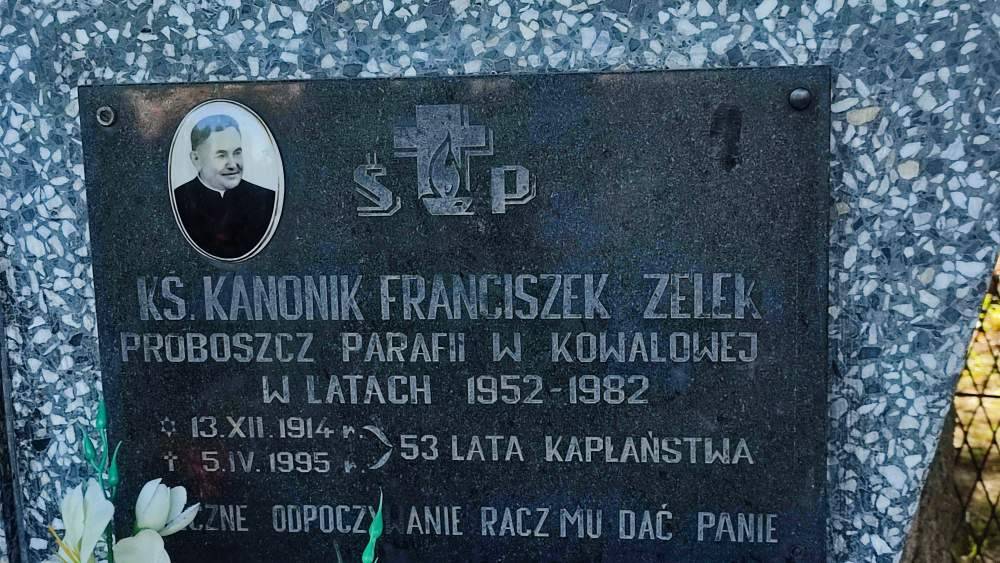 Ś P
KS. KANONIK FRANCISZEK ZELEK
PROBOSZCZ PARAFII W KOWALOWEJ
W LATACH 1952-1982
13.XII.1914 r.
5.IV.1995 r.
53 LATA KAPŁAŃSTWA
ODPOCZYWANIE RACZ MU DAĆ PANIE